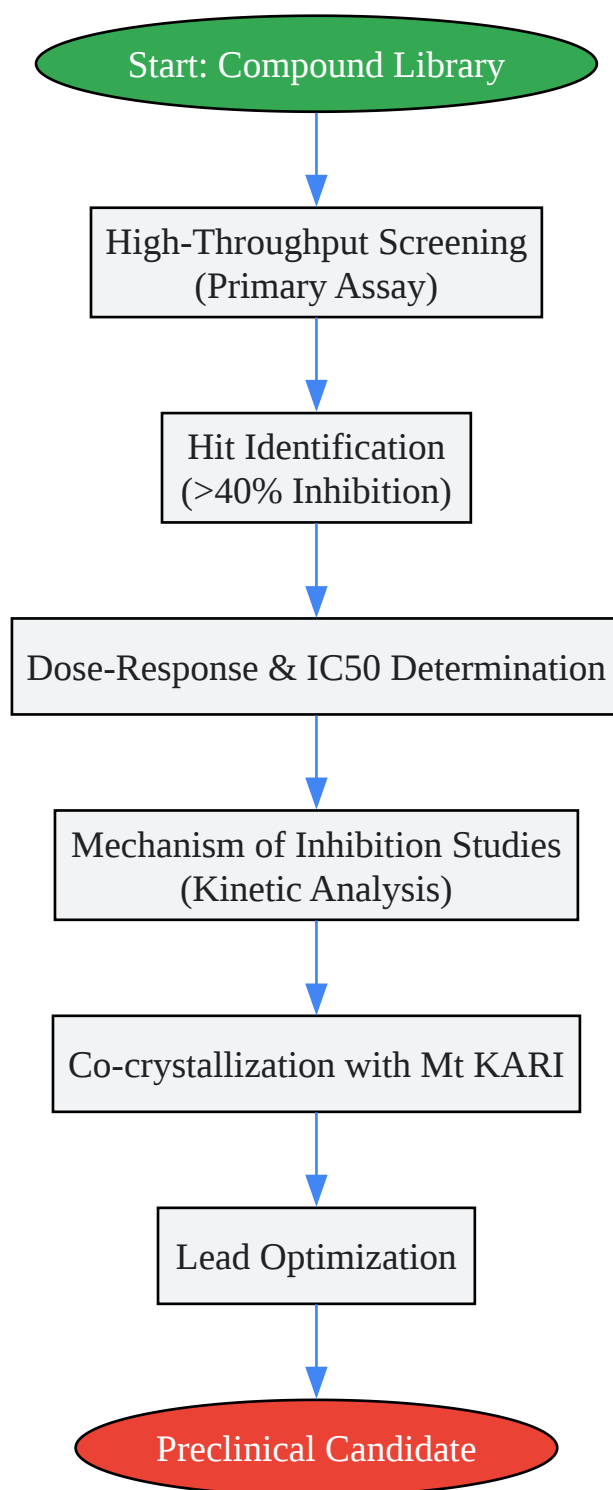 Start: Compound Library
High-Throughput Screening
(Primary Assay)
Hit Identification
(>40% Inhibition)
Dose-Response & IC50 Determination
Mechanism of Inhibition Studies
(Kinetic Analysis)
Co-crystallization with Mt KARI
Lead Optimization
Preclinical Candidate